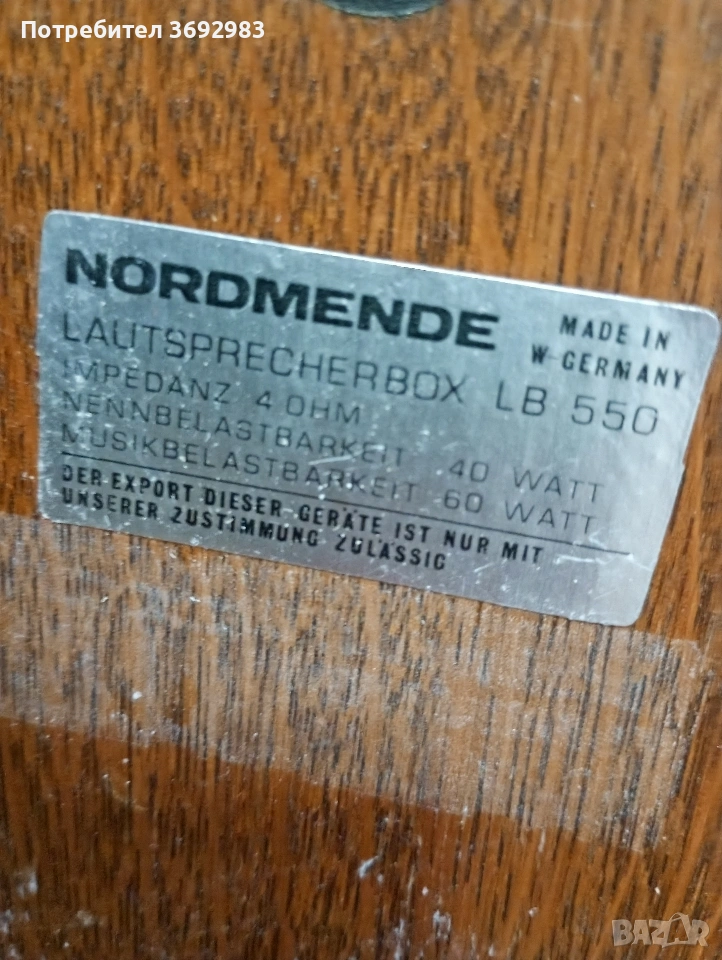 Потребител 3692983
NORDMENDE
MADE IN
W-GERMANY
LAUTSPRECHERBOX LB 550
IMPEDANZ 4 OHM
NENNBELASTBARKEIT 40 WATT
MUSIKBELASTBARKEIT 60 WATT
DER EXPORT DIESER GERÄTE IST NUR MIT
UNSERER ZUSTIMMUNG ZULÄSSIG
BAZAR